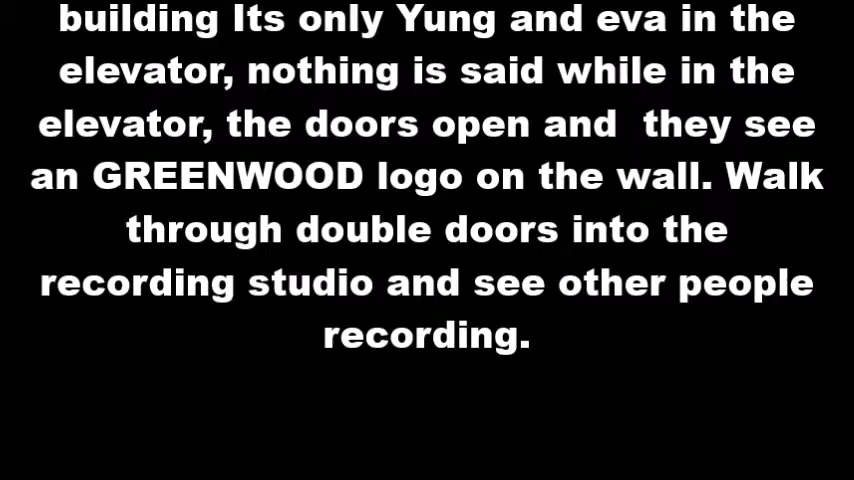 building Its only Yung and eva in the
elevator, nothing is said while in the
elevator, the doors open and  they see
an GREENWOOD logo on the wall. Walk
through double doors into the
recording studio and see other people
recording.